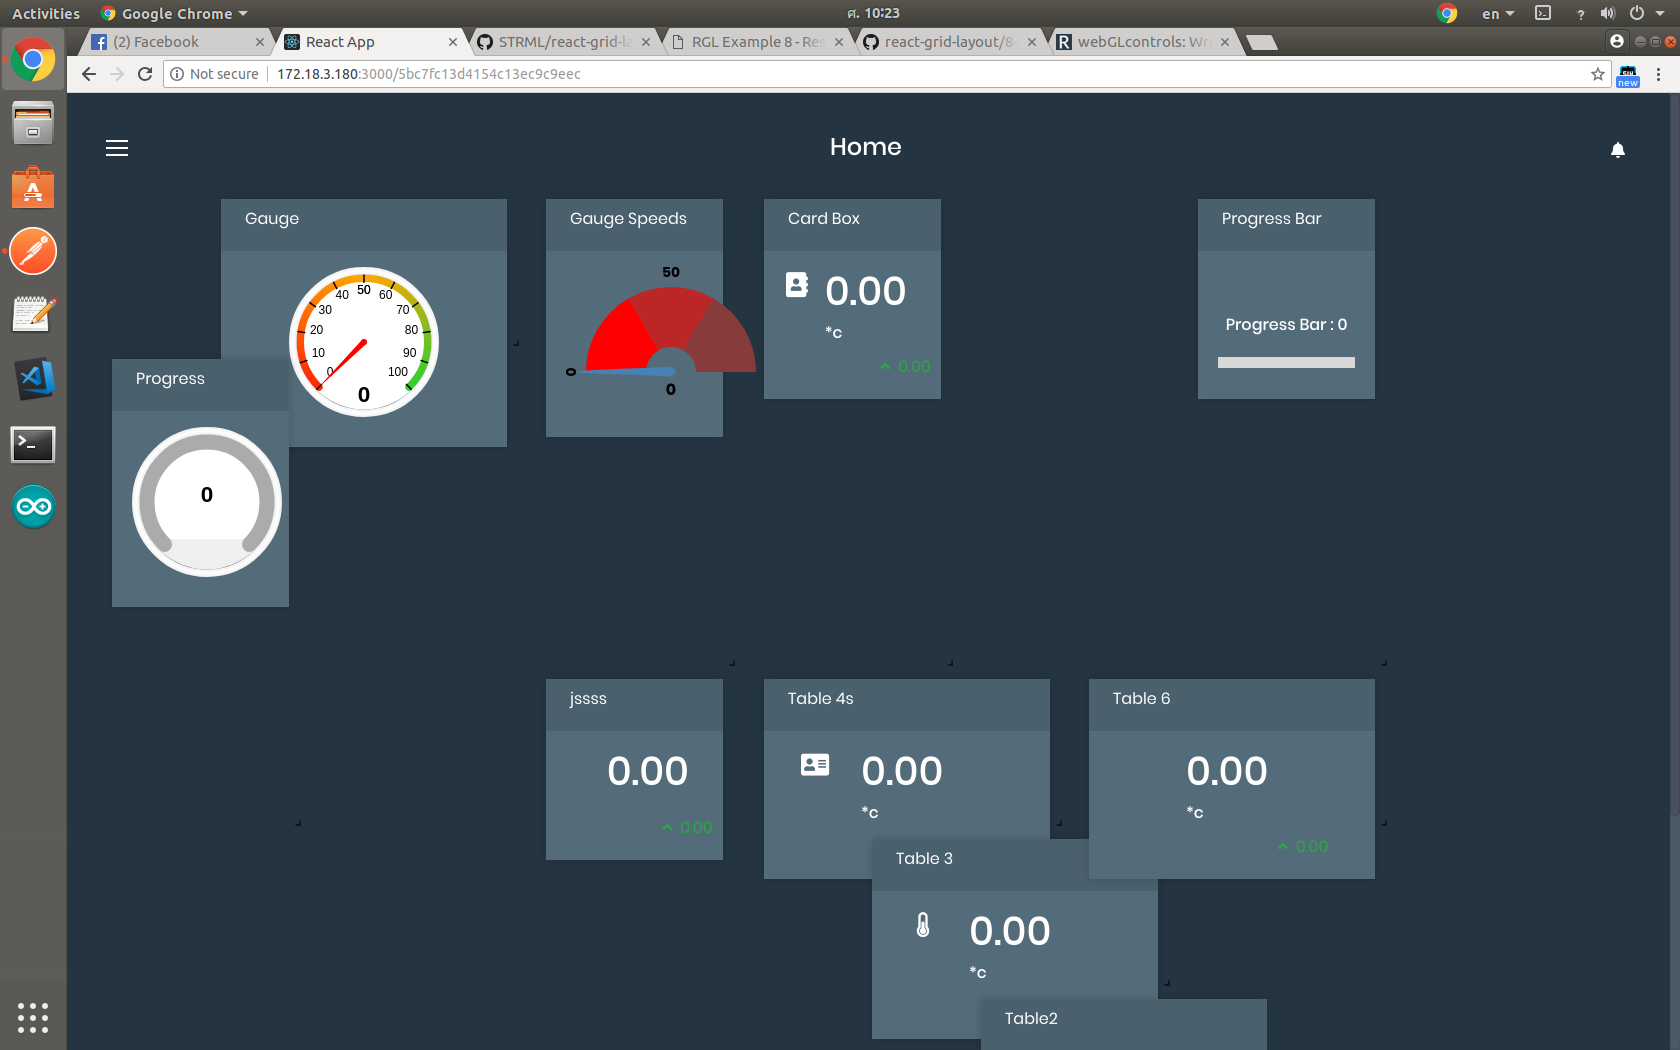 Activities
Google Chrome
ศ. 10:23
en
?
(2) Facebook
React App
STRML/react-grid-la
RGL Example 8 - Res
react-grid-layout/8-
webGLcontrols: Wri
Not secure
172.18.3.180:3000/5bc7fc13d4154c13ec9c9eec
new
Home
Gauge
0
10
20
30
40
50
60
70
80
90
100
0
Gauge Speeds
50
0
0
Card Box
0.00
*c
0.00
Progress Bar
Progress Bar : 0
Progress
0
jssss
0.00
0.00
Table 4s
0.00
*c
Table 6
0.00
*c
0.00
Table 3
0.00
*c
Table2